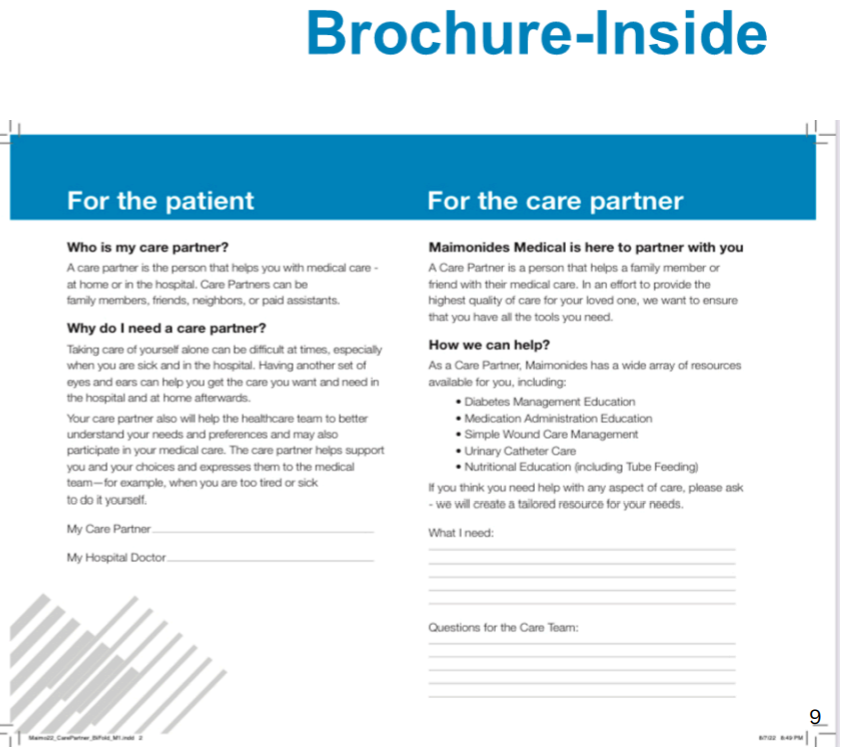 Brochure-Inside
For the patient
Who is my care partner?
A care partner is the person that helps you with medical care -
at home or in the hospital. Care Partners can be
family members, friends, neighbors, or paid assistants.
Why do I need a care partner?
Taking care of yourself alone can be difficult at times, especially
when you are sick and in the hospital. Having another set of
eyes and ears can help you get the care you want and need in
the hospital and at home afterwards.
Your care partner also will help the healthcare team to better
understand your needs and preferences and may also
participate in your medical care. The care partner helps support
you and your choices and expresses them to the medical
team—for example, when you are too tired or sick
to do it yourself.
My Care Partner
My Hospital Doctor
For the care partner
Maimonides Medical is here to partner with you
A Care Partner is a person that helps a family member or
friend with their medical care. In an effort to provide the
highest quality of care for your loved one, we want to ensure
that you have all the tools you need.
How we can help?
As a Care Partner, Maimonides has a wide array of resources
available for you, including:
• Diabetes Management Education
• Medication Administration Education
• Simple Wound Care Management
• Urinary Catheter Care
• Nutritional Education (including Tube Feeding)
If you think you need help with any aspect of care, please ask
- we will create a tailored resource for your needs.
What I need:
Questions for the Care Team:
9
Maimo22_CarePartner_BiFold_M1.indd 2
8:49 PM